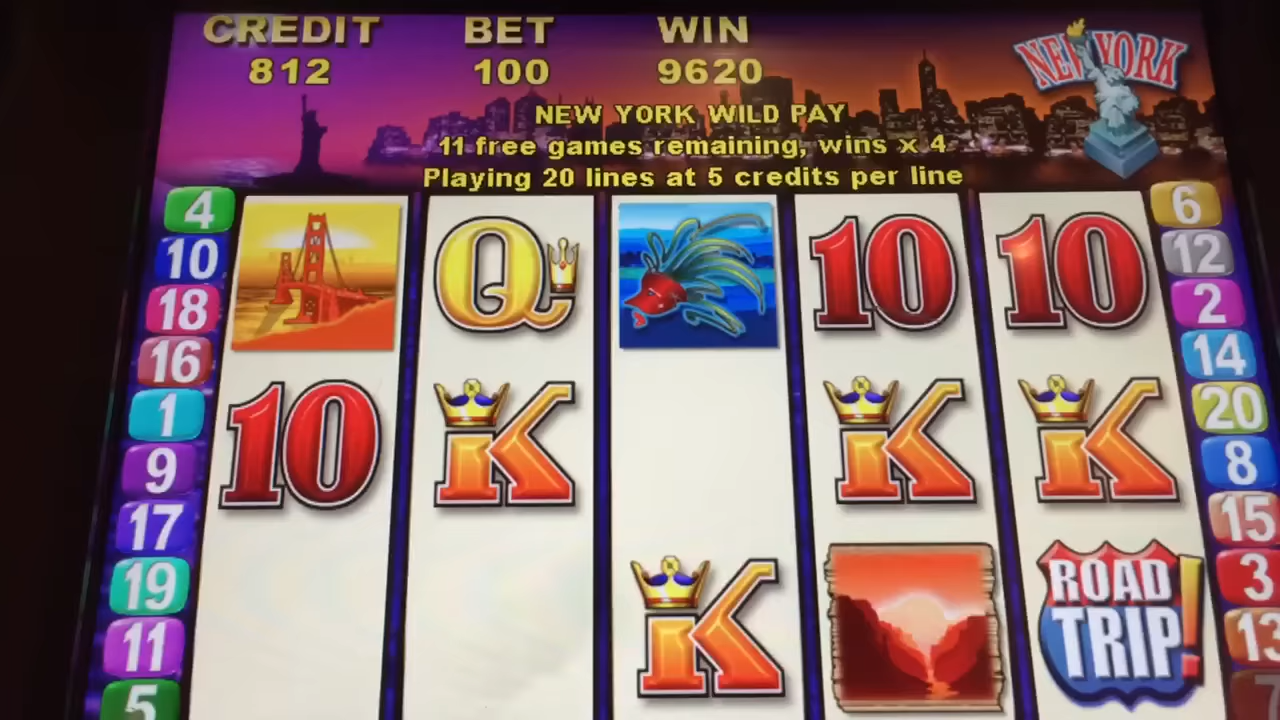 CREDIT BET WIN
812 100 9620
NEW YORK
NEW YORK WILD PAY
11 free games remaining, wins x 4
Playing 20 lines at 5 credits per line
4 6
10 12
18 2
16 14
1 20
9 8
17 15
19 3
11 13
5 7
Q 10 10
10 K K K
K ROAD TRIP!